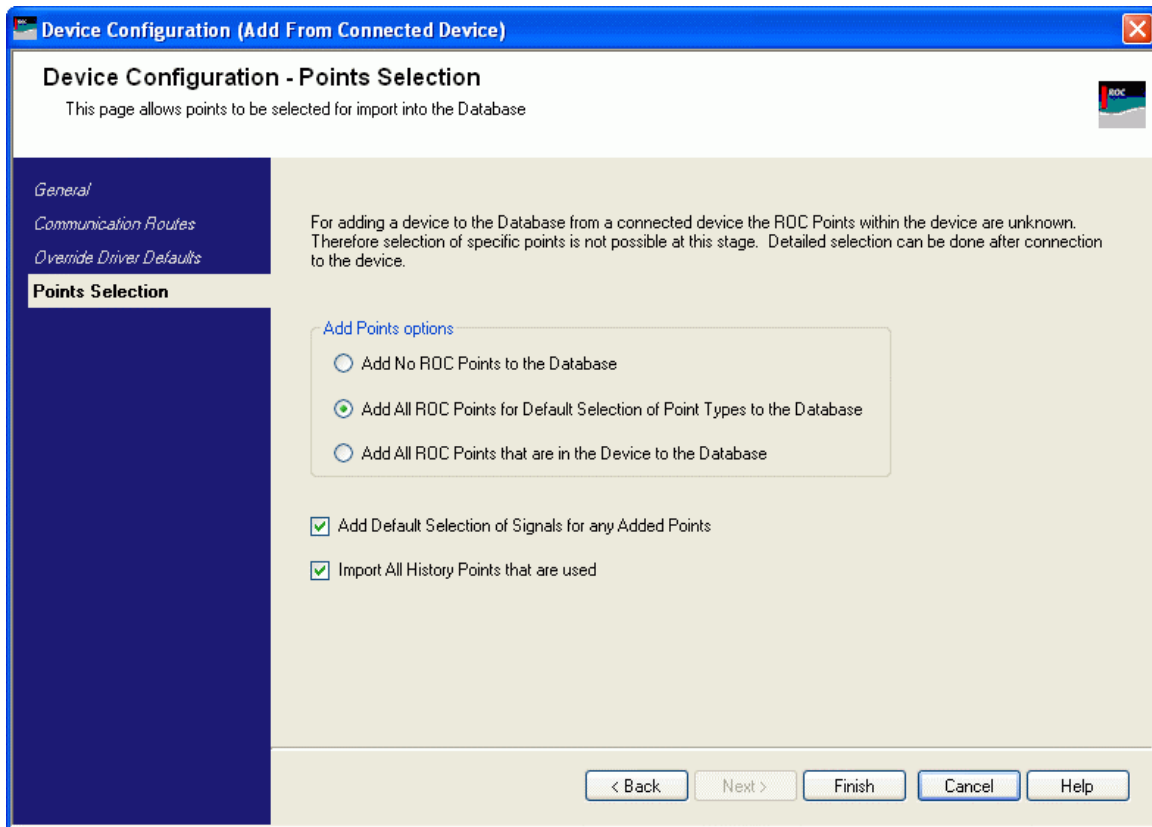 ROC
Device Configuration (Add From Connected Device)
Device Configuration - Points Selection
This page allows points to be selected for import into the Database
ROC
General
Communication Routes
Override Driver Defaults
Points Selection
For adding a device to the Database from a connected device the ROC Points within the device are unknown.
Therefore selection of specific points is not possible at this stage. Detailed selection can be done after connection
to the device.
Add Points options
Add No ROC Points to the Database
Add All ROC Points for Default Selection of Point Types to the Database
Add All ROC Points that are in the Device to the Database
Add Default Selection of Signals for any Added Points
Import All History Points that are used
< Back
Next >
Finish
Cancel
Help